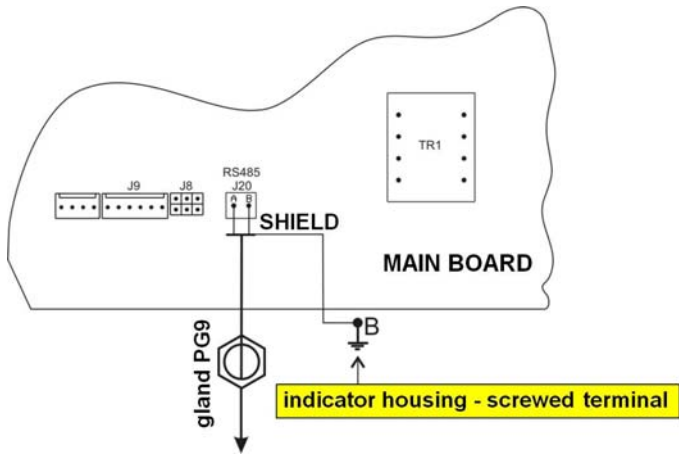 TR1
RS485
J9
J8
J20
A B
SHIELD
MAIN BOARD
B
gland PG9
indicator housing - screwed terminal